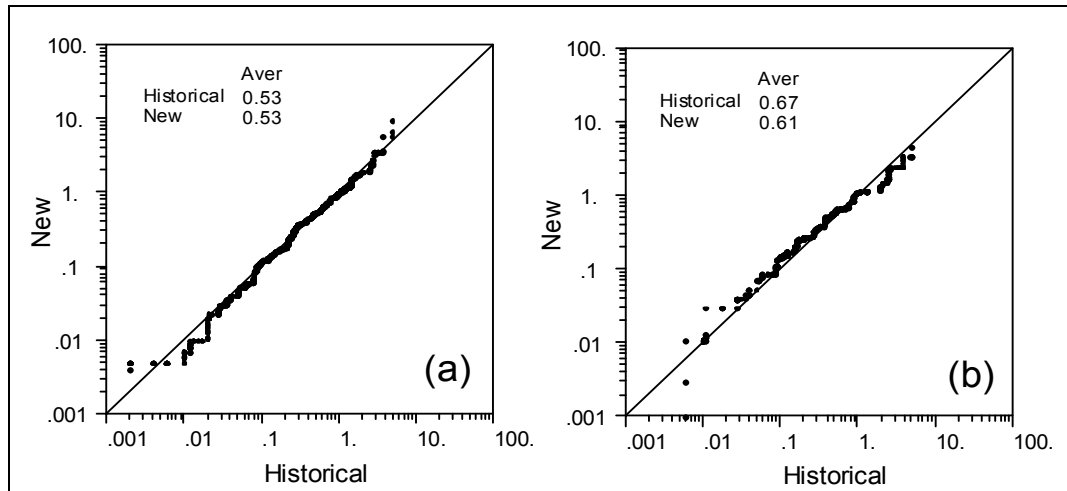 100.
10.
1.
.1
.01
.001
New
Aver
Historical 0.53
New 0.53
(a)
.001 .01 .1 1. 10. 100.
Historical
100.
10.
1.
.1
.01
.001
New
Aver
Historical 0.67
New 0.61
(b)
.001 .01 .1 1. 10. 100.
Historical